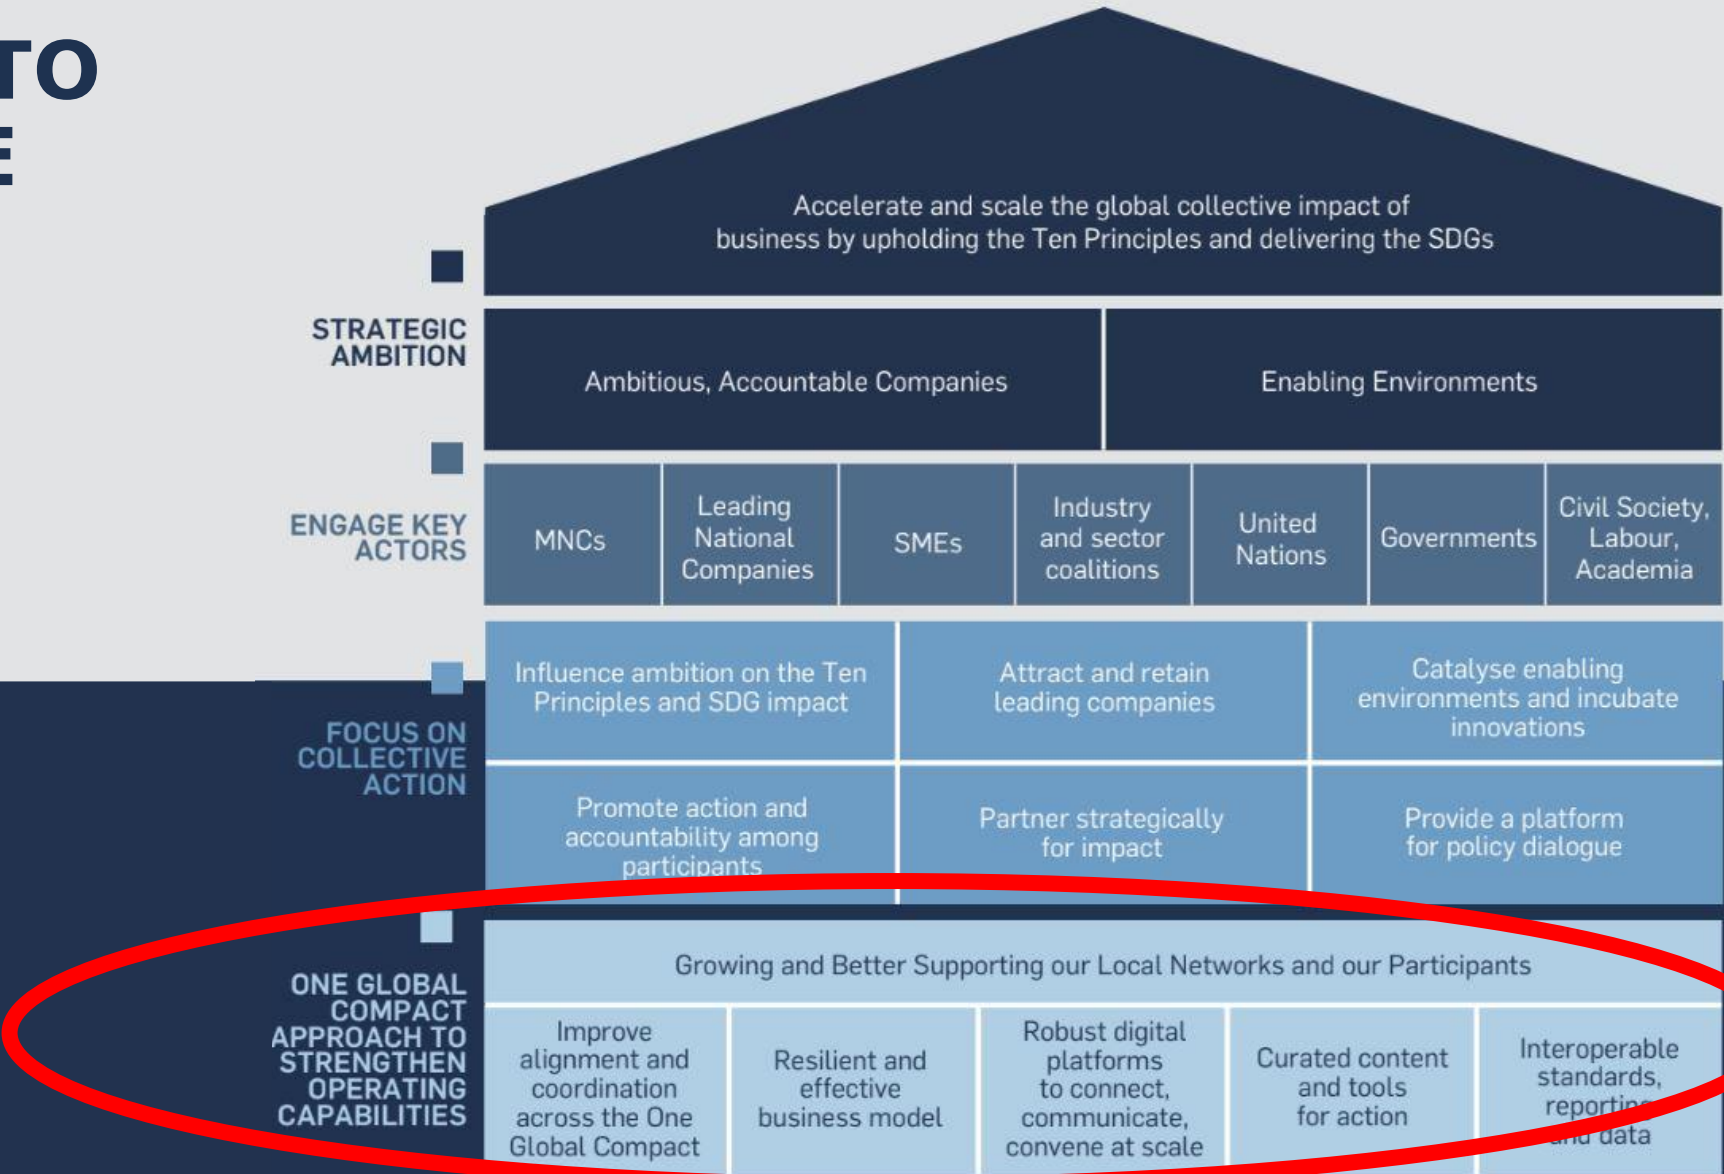 TO
E
Accelerate and scale the global collective impact of
business by upholding the Ten Principles and delivering the SDGs
STRATEGIC
AMBITION
Ambitious, Accountable Companies
Enabling Environments
ENGAGE KEY
ACTORS
MNCs
Leading
National
Companies
SMEs
Industry
and sector
coalitions
United
Nations
Governments
Civil Society,
Labour,
Academia
FOCUS ON
COLLECTIVE
ACTION
Influence ambition on the Ten
Principles and SDG impact
Attract and retain
leading companies
Catalyse enabling
environments and incubate
innovations
Promote action and
accountability among
participants
Partner strategically
for impact
Provide a platform
for policy dialogue
ONE GLOBAL
COMPACT
APPROACH TO
STRENGTHEN
OPERATING
CAPABILITIES
Growing and Better Supporting our Local Networks and our Participants
Improve
alignment and
coordination
across the One
Global Compact
Resilient and
effective
business model
Robust digital
platforms
to connect,
communicate,
convene at scale
Curated content
and tools
for action
Interoperable
standards,
reporting
and data